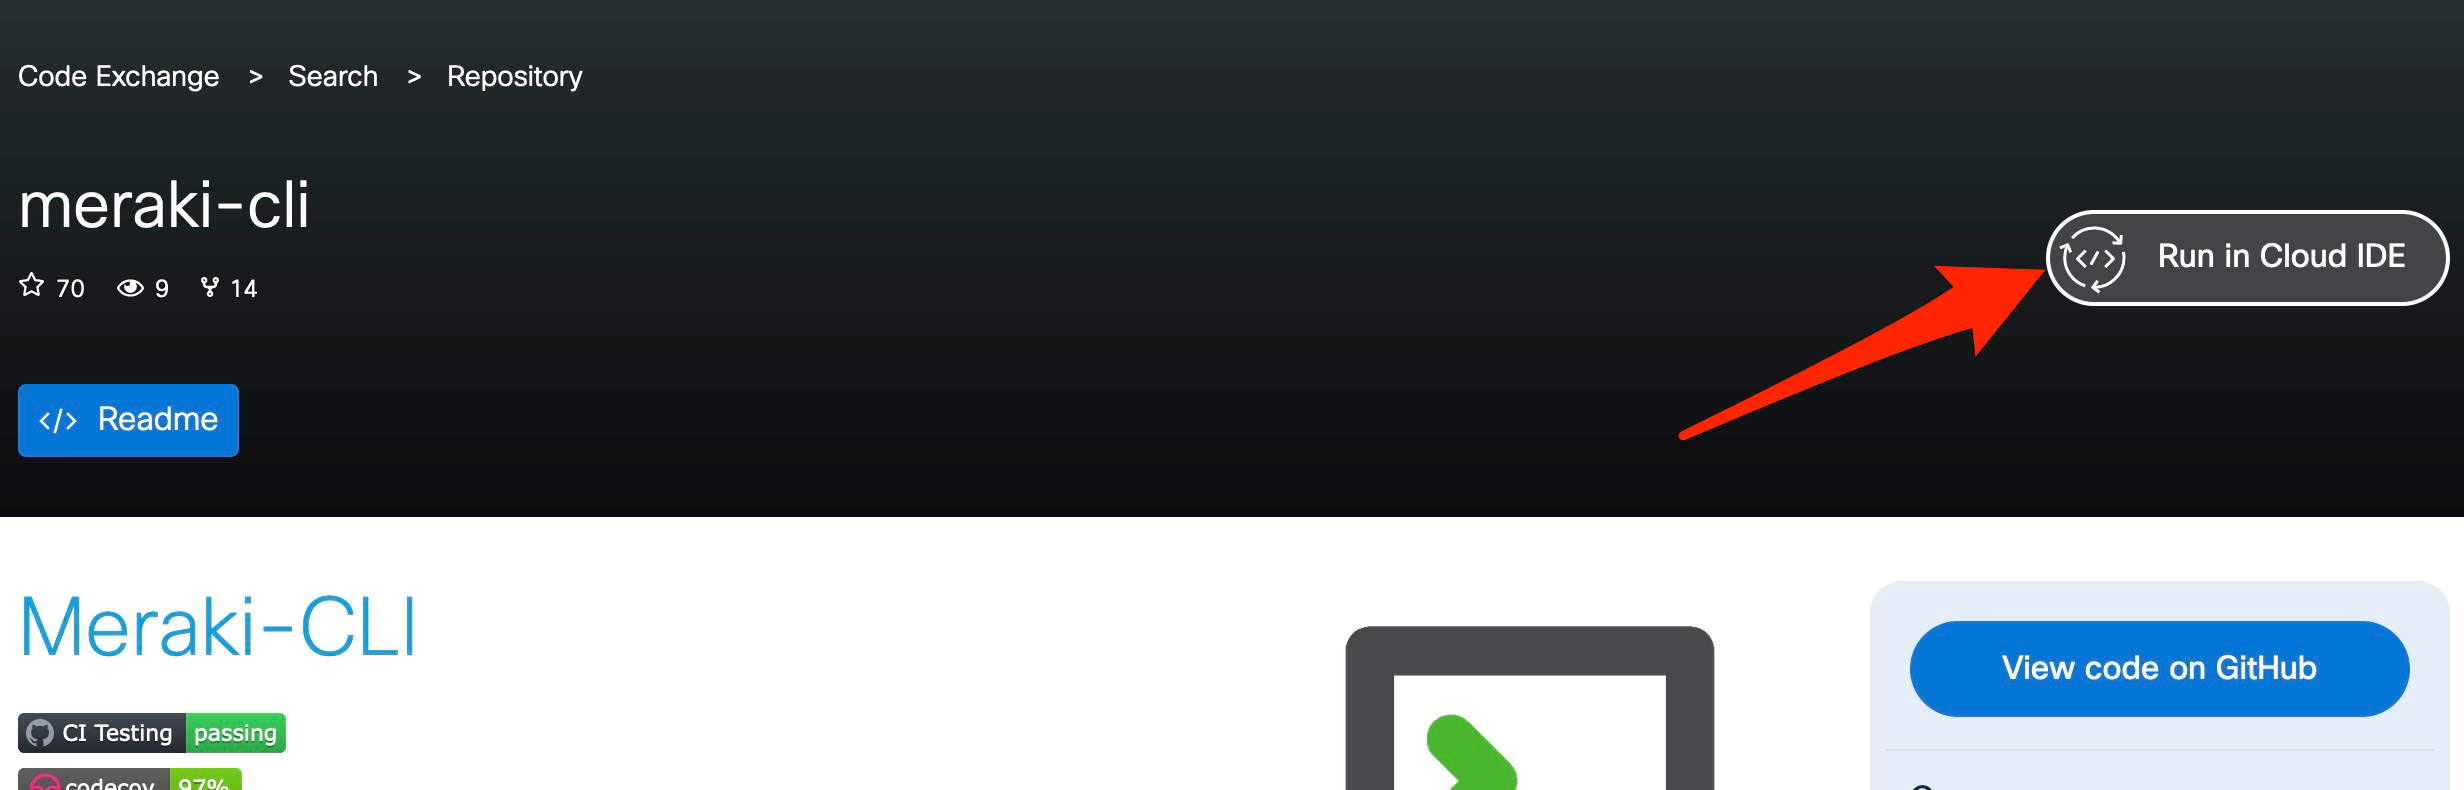 Code Exchange > Search > Repository
meraki-cli
70 9 14
Run in Cloud IDE
</> Readme
Meraki-CLI
View code on GitHub
CI Testing passing
codecov 97%